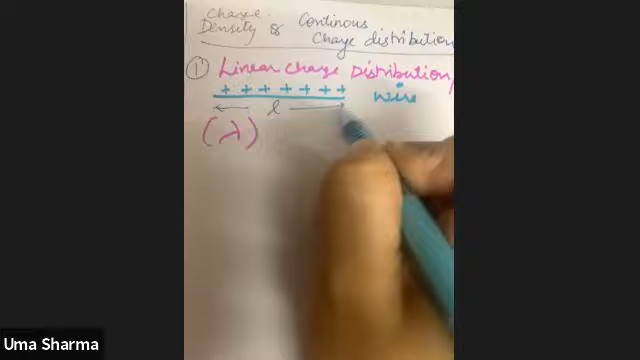 Charge
Density & Continous
Charge distribution
① Linear charge Distribution,
+ + + + + + + wire
l
(λ)
Uma Sharma